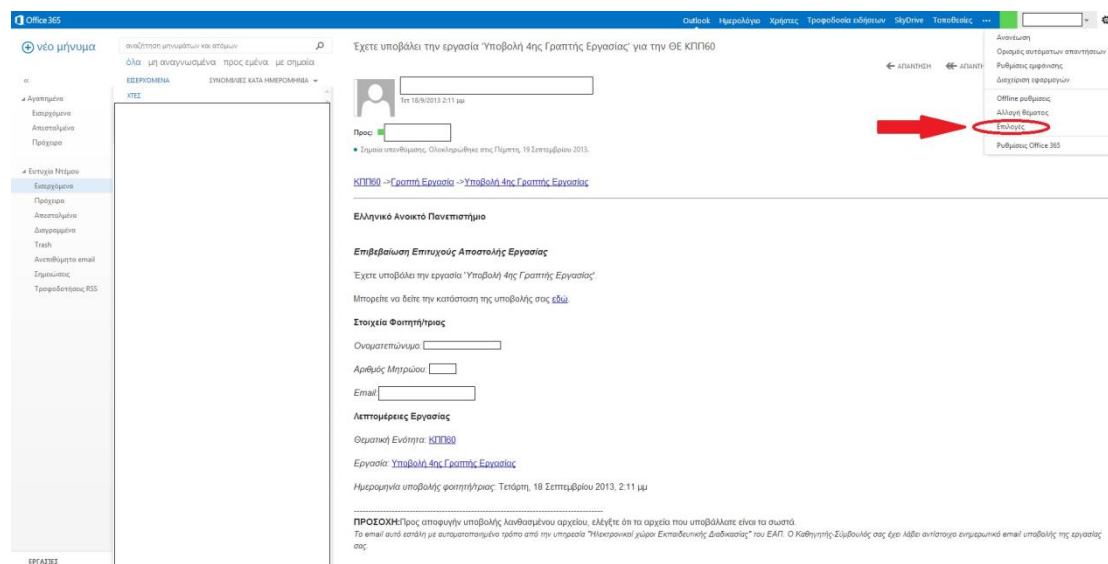 Office 365
Outlook Ημερολόγιο Χρήστες Τροφοδοσία ειδήσεων SkyDrive Τοποθεσίες ...
νέο μήνυμα
αναζήτηση μηνυμάτων και ατόμων
όλα μη αναγνωσμένα προς εμένα με σημαία
ΕΙΣΕΡΧΟΜΕΝΑ ΣΥΝΟΜΙΛΙΕΣ ΚΑΤΑ ΗΜΕΡΟΜΗΝΙΑ
ΧΤΕΣ
«
Αγαπημένα
Εισερχόμενα
Απεσταλμένα
Πρόχειρα
Ευτυχία Ντέμου
Εισερχόμενα
Πρόχειρα
Απεσταλμένα
Διαγραμμένα
Trash
Ανεπιθύμητο email
Σημειώσεις
Τροφοδοτήσεις RSS
ΕΡΓΑΣΙΕΣ
Έχετε υποβάλει την εργασία 'Υποβολή 4ης Γραπτής Εργασίας' για την ΘΕ ΚΠΠ60
ΑΠΑΝΤΗΣΗ ΑΠΑΝΤΗ
Τετ 18/9/2013 2:11 μμ
Προς:
Σημαία υπενθύμισης. Ολοκληρώθηκε στις Πέμπτη, 19 Σεπτεμβρίου 2013.
ΚΠΠ60 ->Γραπτή Εργασία ->Υποβολή 4ης Γραπτής Εργασίας
Ελληνικό Ανοικτό Πανεπιστήμιο
Επιβεβαίωση Επιτυχούς Αποστολής Εργασίας
Έχετε υποβάλει την εργασία 'Υποβολή 4ης Γραπτής Εργασίας'.
Μπορείτε να δείτε την κατάσταση της υποβολής σας εδώ.
Στοιχεία Φοιτητή/τριας
Ονοματεπώνυμο:
Αριθμός Μητρώου:
Email:
Λεπτομέρειες Εργασίας
Θεματική Ενότητα: ΚΠΠ60
Εργασία: Υποβολή 4ης Γραπτής Εργασίας
Ημερομηνία υποβολής φοιτητή/τριας: Τετάρτη, 18 Σεπτεμβρίου 2013, 2:11 μμ
ΠΡΟΣΟΧΗ:Προς αποφυγήν υποβολής λανθασμένου αρχείου, ελέγξτε ότι τα αρχεία που υποβάλλατε είναι τα σωστά.
Το email αυτό εστάλη με αυτοματοποιημένο τρόπο από την υπηρεσία "Ηλεκτρονικοί χώροι Εκπαιδευτικής Διαδικασίας" του ΕΑΠ. Ο Καθηγητής-Σύμβουλός σας έχει λάβει αντίστοιχο ενημερωτικό email υποβολής της εργασίας
σας.
Ανανέωση
Ορισμός αυτόματων απαντήσεων
Ρυθμίσεις εμφάνισης
Διαχείριση εφαρμογών
Offline ρυθμίσεις
Αλλαγή θέματος
Επιλογές
Ρυθμίσεις Office 365